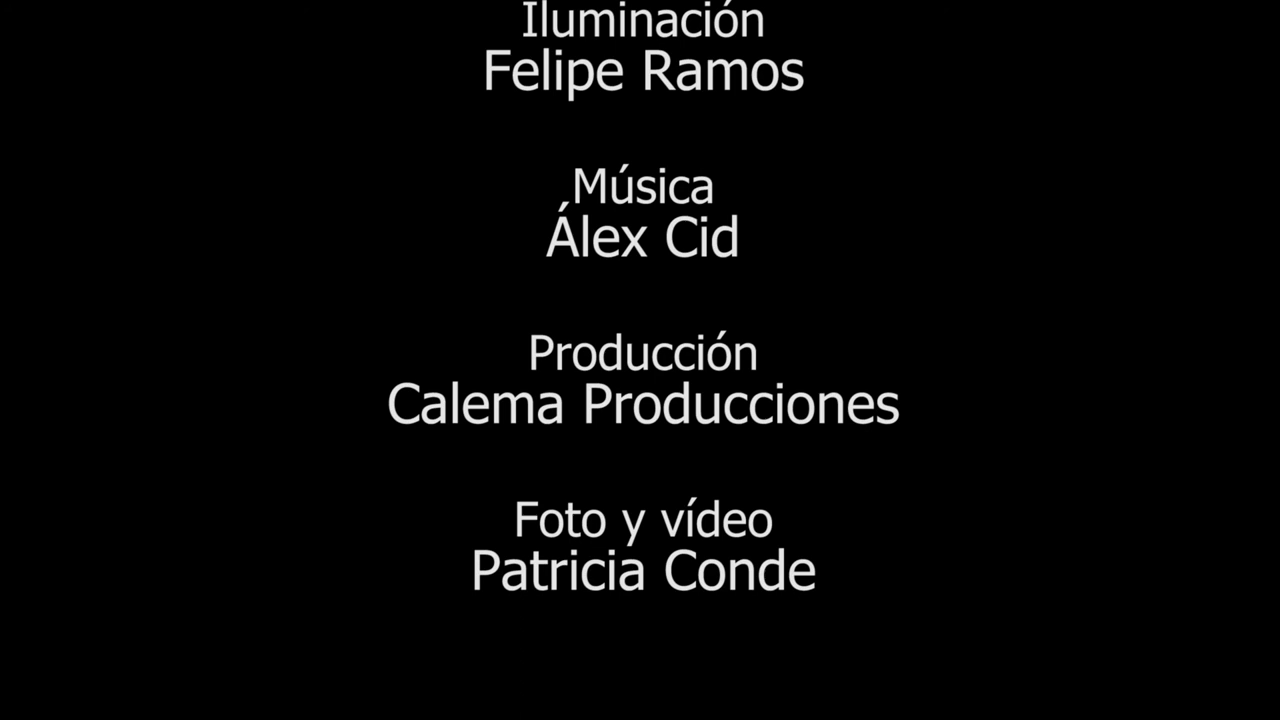 Iluminación
Felipe Ramos
Música
Álex Cid
Producción
Calema Producciones
Foto y vídeo
Patricia Conde